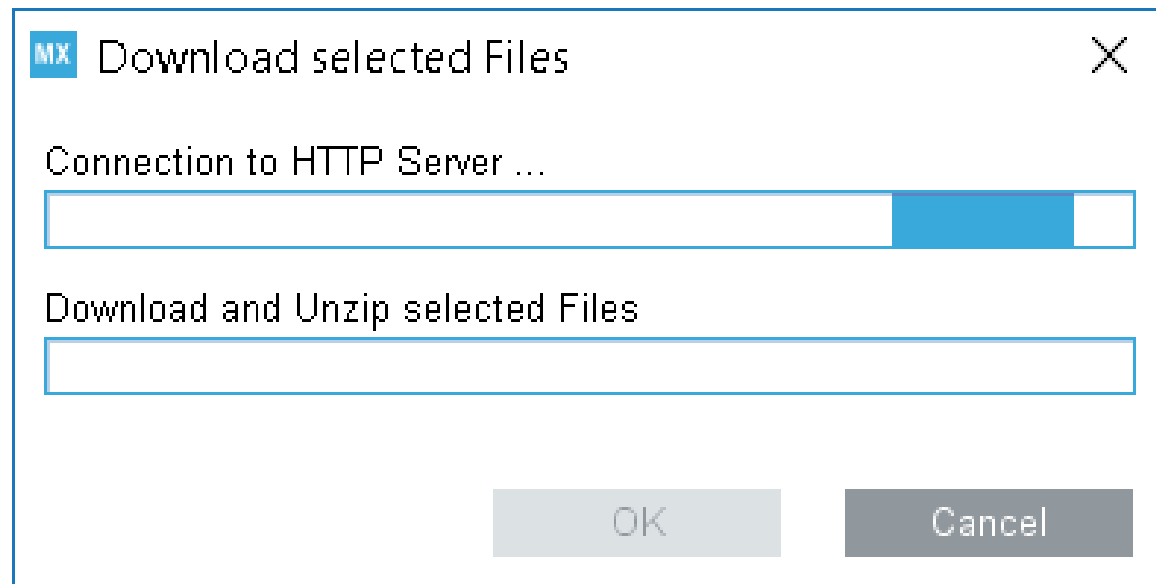 MX Download selected Files
Connection to HTTP Server ...
Download and Unzip selected Files
OK Cancel